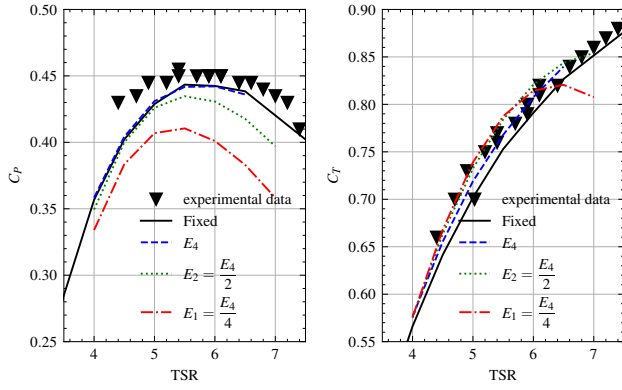 0.50
0.45
0.40
0.35
0.30
0.25
C_P
4
5
6
7
TSR
experimental data
Fixed
E_4
E_2 = E_4/2
E_1 = E_4/4
0.90
0.85
0.80
0.75
0.70
0.65
0.60
0.55
C_T
4
5
6
7
TSR
experimental data
Fixed
E_4
E_2 = E_4/2
E_1 = E_4/4